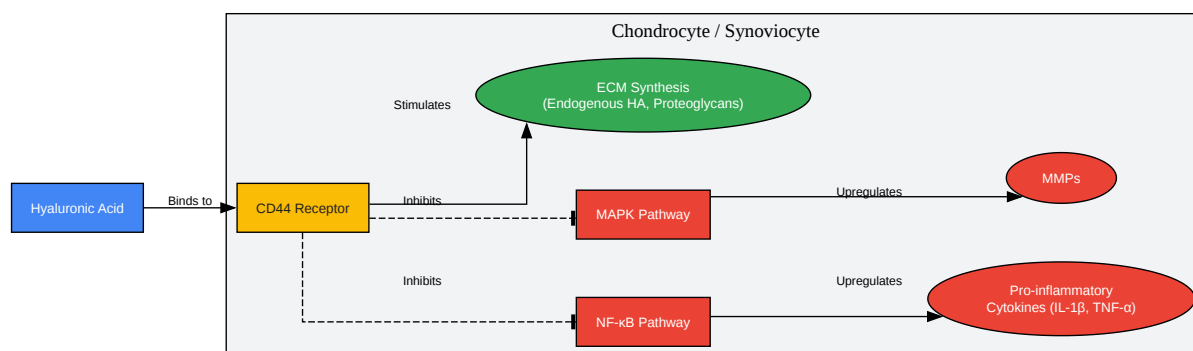 Chondrocyte / Synoviocyte
ECM Synthesis
(Endogenous HA, Proteoglycans)
Stimulates
Hyaluronic Acid
Binds to
CD44 Receptor
Inhibits
MAPK Pathway
Upregulates
MMPs
Inhibits
NF-κB Pathway
Upregulates
Pro-inflammatory
Cytokines (IL-1β, TNF-α)